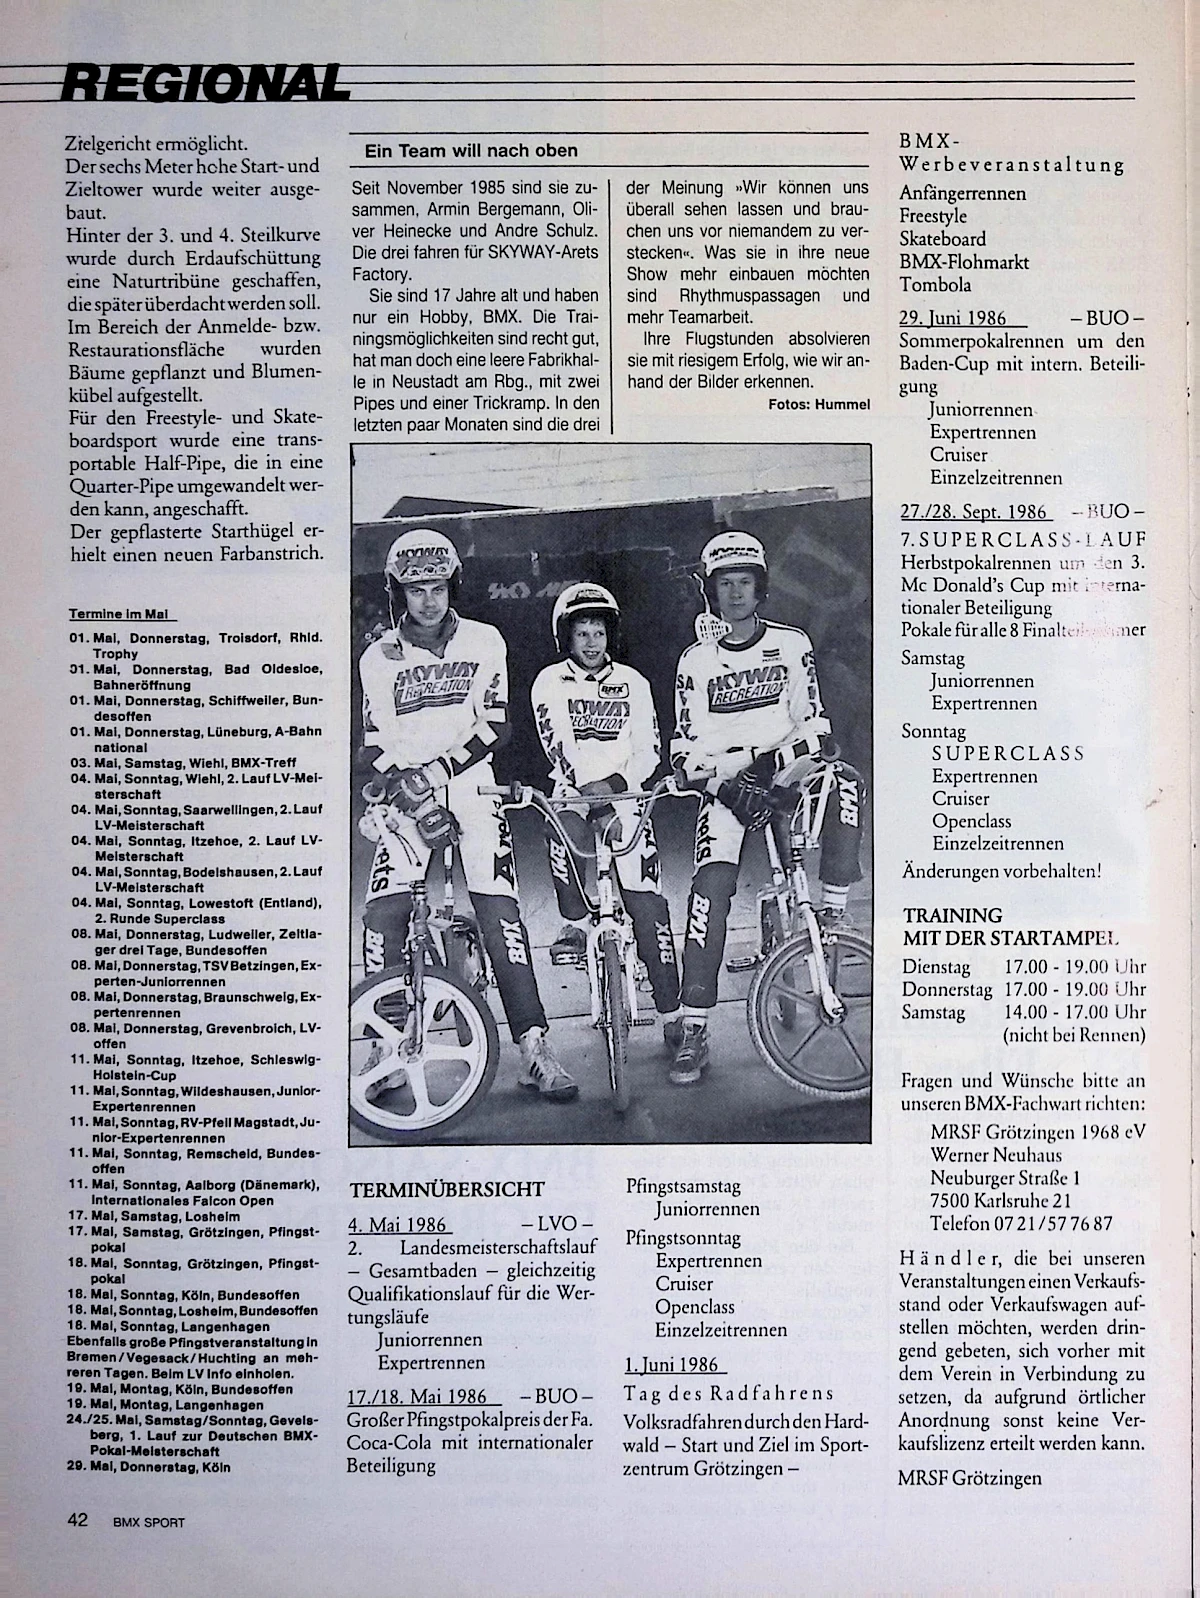 REGIONAL
Zielgericht ermöglicht.
Der sechs Meter hohe Start- und
Zieltower wurde weiter ausge-
baut.
Hinter der 3. und 4. Steilkurve
wurde durch Erdaufschüttung
eine Naturtribüne geschaffen,
die später überdacht werden soll.
Im Bereich der Anmelde- bzw.
Restaurationsfläche wurden
Bäume gepflanzt und Blumen-
kübel aufgestellt.
Für den Freestyle- und Skate-
boardsport wurde eine trans-
portable Half-Pipe, die in eine
Quarter-Pipe umgewandelt wer-
den kann, angeschafft.
Der gepflasterte Starthügel er-
hielt einen neuen Farbanstrich.
Termine im Mai
01. Mai, Donnerstag, Troisdorf, Rhld.
Trophy
01. Mai, Donnerstag, Bad Oldesloe,
Bahneröffnung
01. Mai, Donnerstag, Schiffweiler, Bun-
desoffen
01. Mai, Donnerstag, Lüneburg, A-Bahn
national
03. Mai, Samstag, Wiehl, BMX-Treff
04. Mai, Sonntag, Wiehl, 2. Lauf LV-Mei-
sterschaft
04. Mai, Sonntag, Saarwellingen, 2. Lauf
LV-Meisterschaft
04. Mai, Sonntag, Itzehoe, 2. Lauf LV-
Meisterschaft
04. Mai, Sonntag, Bodelshausen, 2. Lauf
LV-Meisterschaft
04. Mai, Sonntag, Lowestoft (Entland),
2. Runde Superclass
08. Mai, Donnerstag, Ludweiler, Zeltla-
ger drei Tage, Bundesoffen
08. Mai, Donnerstag, TSV Betzingen, Ex-
perten-Juniorrennen
08. Mai, Donnerstag, Braunschweig, Ex-
pertenrennen
08. Mai, Donnerstag, Grevenbroich, LV-
offen
11. Mai, Sonntag, Itzehoe, Schleswig-
Holstein-Cup
11. Mai, Sonntag, Wildeshausen, Junior-
Expertenrennen
11. Mai, Sonntag, RV-Pfeil Magstadt, Ju-
nior-Expertenrennen
11. Mai, Sonntag, Remscheid, Bundes-
offen
11. Mai, Sonntag, Aalborg (Dänemark),
Internationales Falcon Open
17. Mai, Samstag, Losheim
17. Mai, Samstag, Grötzingen, Pfingst-
pokal
18. Mai, Sonntag, Grötzingen, Pfingst-
pokal
18. Mai, Sonntag, Köln, Bundesoffen
18. Mai, Sonntag, Losheim, Bundesoffen
18. Mai, Sonntag, Langenhagen
Ebenfalls große Pfingstveranstaltung in
Bremen/Vegesack/Huchting an meh-
reren Tagen. Beim LV Info einholen.
19. Mai, Montag, Köln, Bundesoffen
19. Mai, Montag, Langenhagen
24./25. Mai, Samstag/Sonntag, Gevels-
berg, 1. Lauf zur Deutschen BMX-
Pokal-Meisterschaft
29. Mai, Donnerstag, Köln
Ein Team will nach oben
Seit November 1985 sind sie zu-
sammen, Armin Bergemann, Oli-
ver Heinecke und Andre Schulz.
Die drei fahren für SKYWAY-Arets
Factory.
Sie sind 17 Jahre alt und haben
nur ein Hobby, BMX. Die Trai-
ningsmöglichkeiten sind recht gut,
hat man doch eine leere Fabrikhal-
le in Neustadt am Rbg., mit zwei
Pipes und einer Trickramp. In den
letzten paar Monaten sind die drei
der Meinung »Wir können uns
überall sehen lassen und brau-
chen uns vor niemandem zu ver-
stecken«. Was sie in ihre neue
Show mehr einbauen möchten
sind Rhythmuspassagen und
mehr Teamarbeit.
Ihre Flugstunden absolvieren
sie mit riesigem Erfolg, wie wir an-
hand der Bilder erkennen.
Fotos: Hummel
SKYWAY
SKYWAY
SKYWAY
RECREATION
KYWAY
RECREATION
SKYWAY
RECREATION
BMX
BMX
Arets
BMX
BMX
BMX
BMX
TERMINÜBERSICHT
4. Mai 1986 – LVO –
2. Landesmeisterschaftslauf
– Gesamtbaden – gleichzeitig
Qualifikationslauf für die Wer-
tungsläufe
Juniorrennen
Expertrennen
17./18. Mai 1986 – BUO –
Großer Pfingstpokalpreis der Fa.
Coca-Cola mit internationaler
Beteiligung
Pfingstsamstag
Juniorrennen
Pfingstsonntag
Expertrennen
Cruiser
Openclass
Einzelzeitrennen
1. Juni 1986
Tag des Radfahrens
Volksradfahren durch den Hard-
wald – Start und Ziel im Sport-
zentrum Grötzingen –
BMX-
Werbeveranstaltung
Anfängerrennen
Freestyle
Skateboard
BMX-Flohmarkt
Tombola
29. Juni 1986 – BUO –
Sommerpokalrennen um den
Baden-Cup mit intern. Beteili-
gung
Juniorrennen
Expertrennen
Cruiser
Einzelzeitrennen
27./28. Sept. 1986 – BUO –
7. SUPERCLASS-LAUF
Herbstpokalrennen um den 3.
Mc Donald's Cup mit interna-
tionaler Beteiligung
Pokale für alle 8 Finalteilnehmer
Samstag
Juniorrennen
Expertrennen
Sonntag
SUPERCLASS
Expertrennen
Cruiser
Openclass
Einzelzeitrennen
Änderungen vorbehalten!
TRAINING
MIT DER STARTAMPEL
Dienstag 17.00 - 19.00 Uhr
Donnerstag 17.00 - 19.00 Uhr
Samstag 14.00 - 17.00 Uhr
(nicht bei Rennen)
Fragen und Wünsche bitte an
unseren BMX-Fachwart richten:
MRSF Grötzingen 1968 eV
Werner Neuhaus
Neuburger Straße 1
7500 Karlsruhe 21
Telefon 07 21/57 76 87
Händler, die bei unseren
Veranstaltungen einen Verkaufs-
stand oder Verkaufswagen auf-
stellen möchten, werden drin-
gend gebeten, sich vorher mit
dem Verein in Verbindung zu
setzen, da aufgrund örtlicher
Anordnung sonst keine Ver-
kaufslizenz erteilt werden kann.
MRSF Grötzingen
42 BMX SPORT